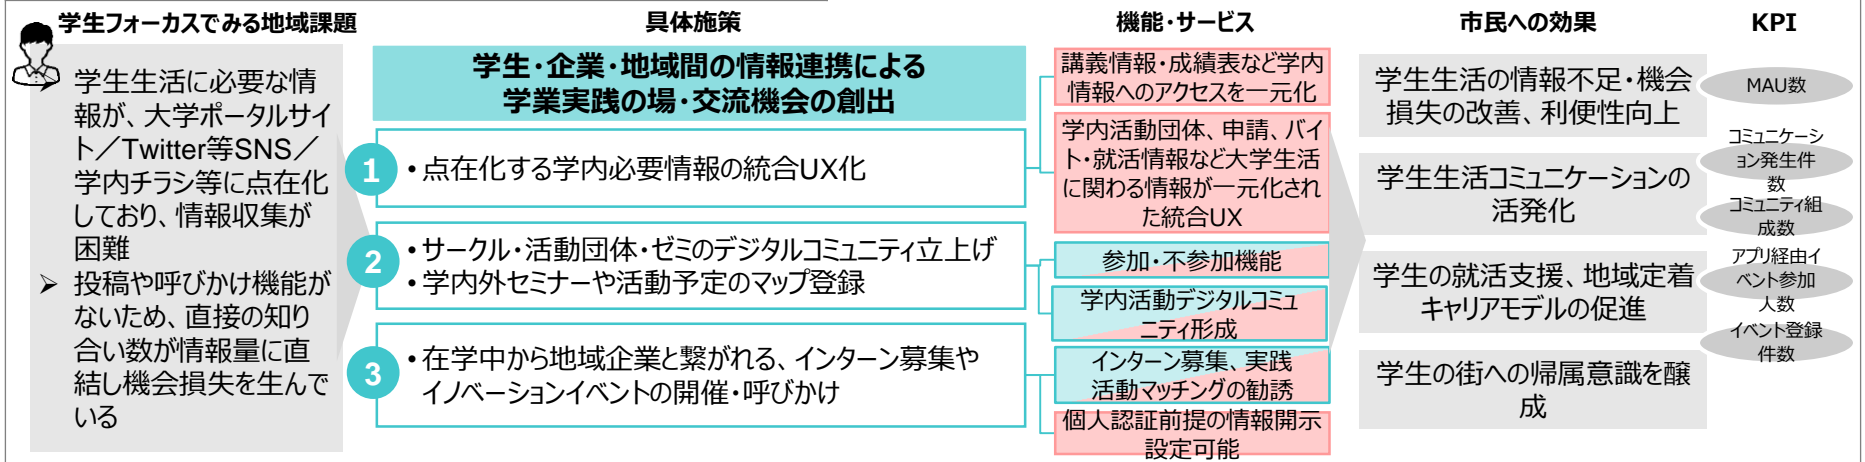 学生フォーカスでみる地域課題
学生生活に必要な情
報が、大学ポータルサイ
ト／Twitter等SNS／
学内チラシ等に点在化
しており、情報収集が
困難
投稿や呼びかけ機能が
ないため、直接の知り
合い数が情報量に直
結し機会損失を生んで
いる
具体施策
学生・企業・地域間の情報連携による
学業実践の場・交流機会の創出
1
•点在化する学内必要情報の統合UX化
2
•サークル・活動団体・ゼミのデジタルコミュニティ立上げ
•学内外セミナーや活動予定のマップ登録
3
•在学中から地域企業と繋がれる、インターン募集や
イノベーションイベントの開催・呼びかけ
機能・サービス
講義情報・成績表など学内
情報へのアクセスを一元化
学内活動団体、申請、バイ
ト・就活情報など大学生活
に関わる情報が一元化され
た統合UX
参加・不参加機能
学内活動デジタルコミュ
ニティ形成
インターン募集、実践
活動マッチングの勧誘
個人認証前提の情報開示
設定可能
市民への効果
学生生活の情報不足・機会
損失の改善、利便性向上
学生生活コミュニケーションの
活発化
学生の就活支援、地域定着
キャリアモデルの促進
学生の街への帰属意識を醸
成
KPI
MAU数
コミュニケーシ
ョン発生件
数
コミュニティ組
成数
アプリ経由イ
ベント参加
人数
イベント登録
件数